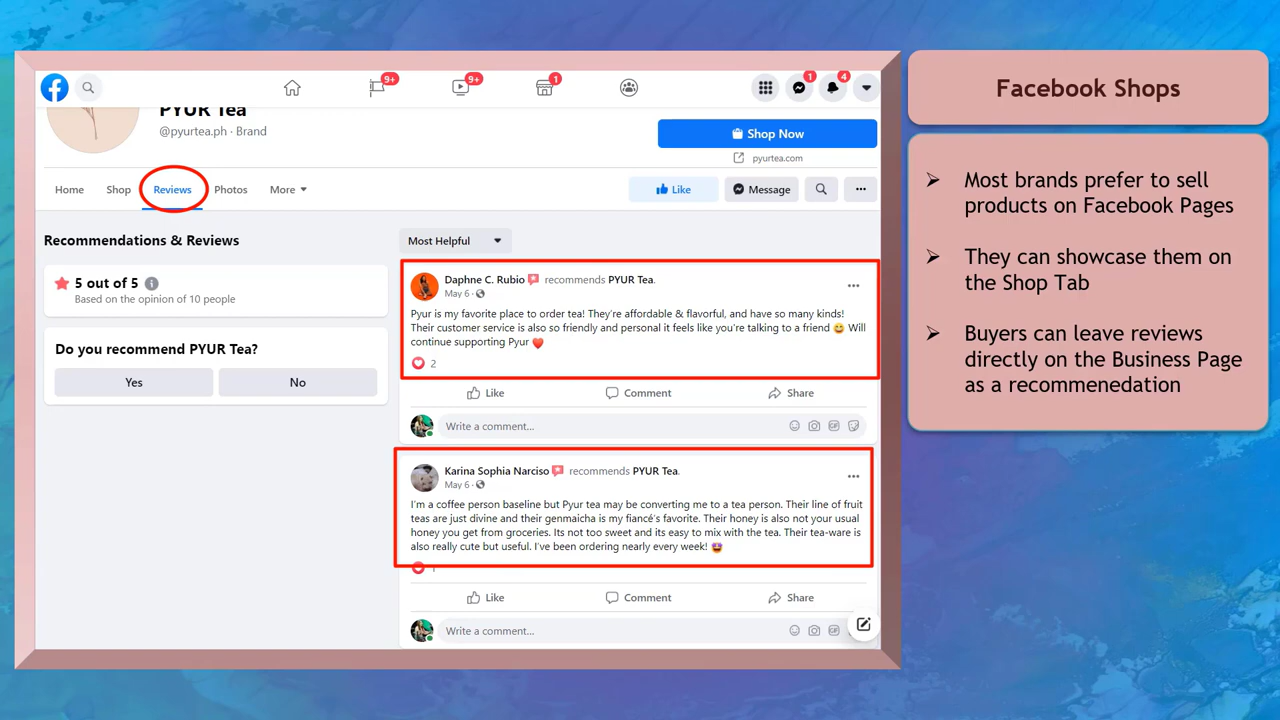 9+
9+
1
1
4
PYUR Tea
@pyurtea.ph · Brand
Shop Now
pyurtea.com
Home
Shop
Reviews
Photos
More
Like
Message
Recommendations & Reviews
5 out of 5
Based on the opinion of 10 people
Do you recommend PYUR Tea?
Yes
No
Most Helpful
Daphne C. Rubio recommends PYUR Tea.
May 6 ·
Pyur is my favorite place to order tea! They're affordable & flavorful, and have so many kinds!
Their customer service is also so friendly and personal it feels like you're talking to a friend 😄 Will
continue supporting Pyur ❤️
2
Like
Comment
Share
Write a comment...
GIF
Karina Sophia Narciso recommends PYUR Tea.
May 6 ·
I'm a coffee person baseline but Pyur tea may be converting me to a tea person. Their line of fruit
teas are just divine and their genmaicha is my fiancé's favorite. Their honey is also not your usual
honey you get from groceries. Its not too sweet and its easy to mix with the tea. Their tea-ware is
also really cute but useful. I've been ordering nearly every week! 🤩
1
Like
Comment
Share
Write a comment...
GIF
Facebook Shops
➢ Most brands prefer to sell
products on Facebook Pages
➢ They can showcase them on
the Shop Tab
➢ Buyers can leave reviews
directly on the Business Page
as a recommenedation